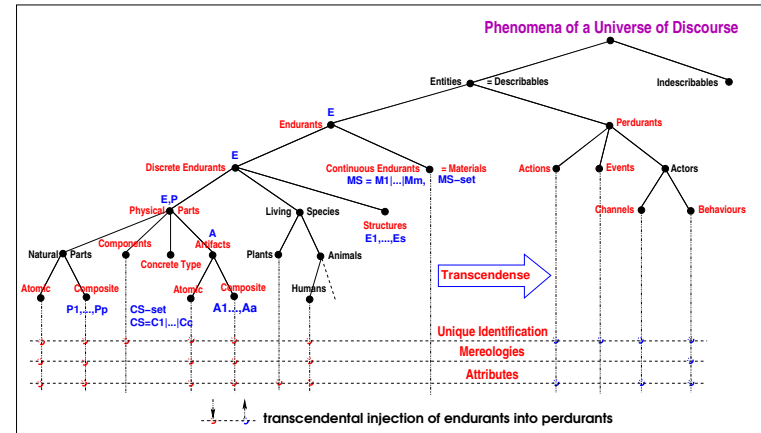 Phenomena of a Universe of Discourse
Entities = Describables
Indescribables
E
Endurants
Perdurants
E
Discrete Endurants
Continuous Endurants = Materials
Actions
Events
Actors
MS = M1|...|Mm, MS-set
E,P
Physical Parts
Living Species
Structures
Channels
Behaviours
A
Artifacts
E1,...,Es
Natural Parts
Components
Concrete Type
Plants
Animals
Transcendense
Atomic
Composite
Atomic
Composite
Humans
P1,...,Pp
CS-set
A1...,Aa
CS=C1|...|Cc
Unique Identification
Mereologies
Attributes
transcendental injection of endurants into perdurants